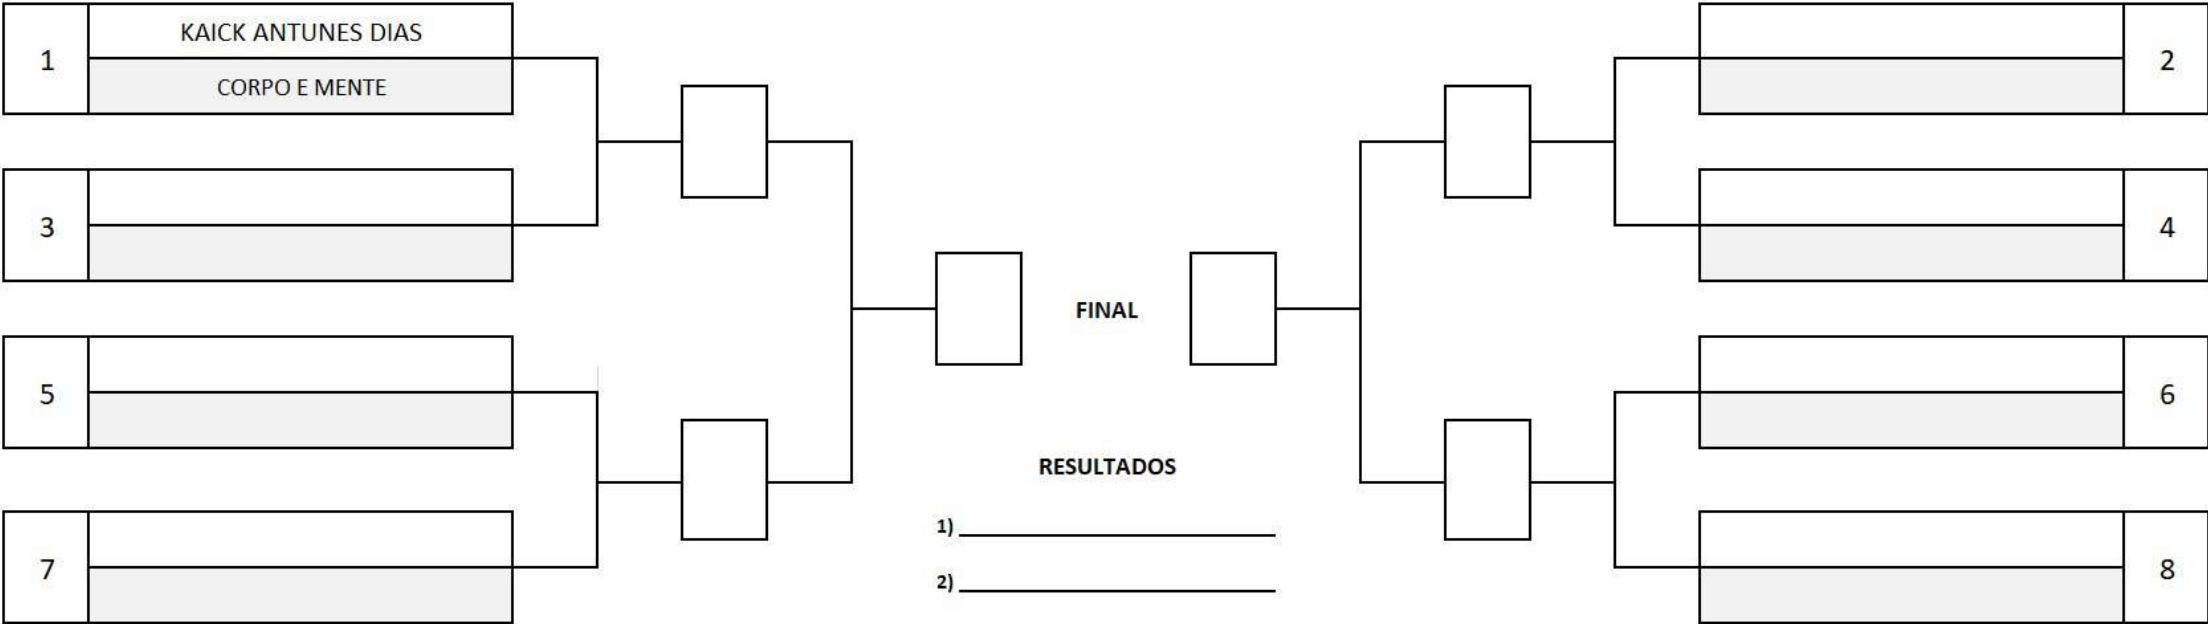 1
KAICK ANTUNES DIAS
CORPO E MENTE
3
5
7
FINAL
RESULTADOS
1)
2)
2
4
6
8